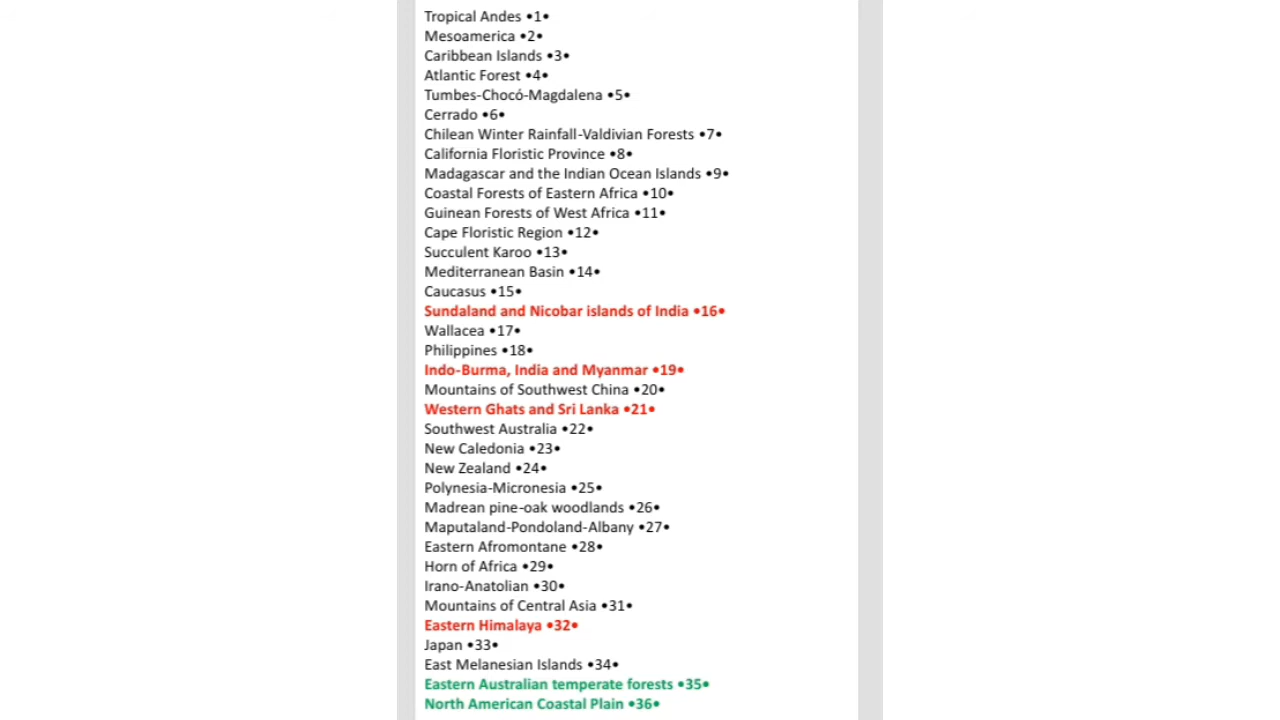 Tropical Andes •1•
Mesoamerica •2•
Caribbean Islands •3•
Atlantic Forest •4•
Tumbes-Chocó-Magdalena •5•
Cerrado •6•
Chilean Winter Rainfall-Valdivian Forests •7•
California Floristic Province •8•
Madagascar and the Indian Ocean Islands •9•
Coastal Forests of Eastern Africa •10•
Guinean Forests of West Africa •11•
Cape Floristic Region •12•
Succulent Karoo •13•
Mediterranean Basin •14•
Caucasus •15•
Sundaland and Nicobar islands of India •16•
Wallacea •17•
Philippines •18•
Indo-Burma, India and Myanmar •19•
Mountains of Southwest China •20•
Western Ghats and Sri Lanka •21•
Southwest Australia •22•
New Caledonia •23•
New Zealand •24•
Polynesia-Micronesia •25•
Madrean pine-oak woodlands •26•
Maputaland-Pondoland-Albany •27•
Eastern Afromontane •28•
Horn of Africa •29•
Irano-Anatolian •30•
Mountains of Central Asia •31•
Eastern Himalaya •32•
Japan •33•
East Melanesian Islands •34•
Eastern Australian temperate forests •35•
North American Coastal Plain •36•